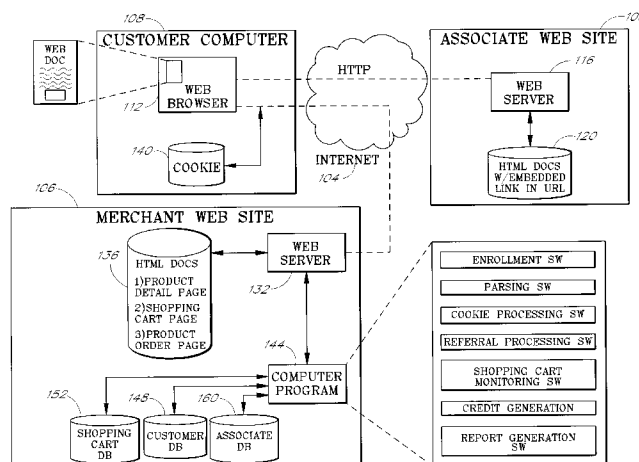 108
CUSTOMER COMPUTER
WEB
DOC
WEB
BROWSER
112
140
COOKIE
HTTP
INTERNET
104
10
ASSOCIATE WEB SITE
116
WEB
SERVER
120
HTML DOCS
W/EMBEDDED
LINK IN URL
106
MERCHANT WEB SITE
136
HTML DOCS
1)PRODUCT
DETAIL PAGE
2)SHOPPING
CART PAGE
3)PRODUCT
ORDER PAGE
WEB
SERVER
132
144
COMPUTER
PROGRAM
152
SHOPPING
CART
DB
148
CUSTOMER
DB
160
ASSOCIATE
DB
ENROLLMENT SW
PARSING SW
COOKIE PROCESSING SW
REFERRAL PROCESSING SW
SHOPPING CART
MONITORING SW
CREDIT GENERATION
REPORT GENERATION
SW